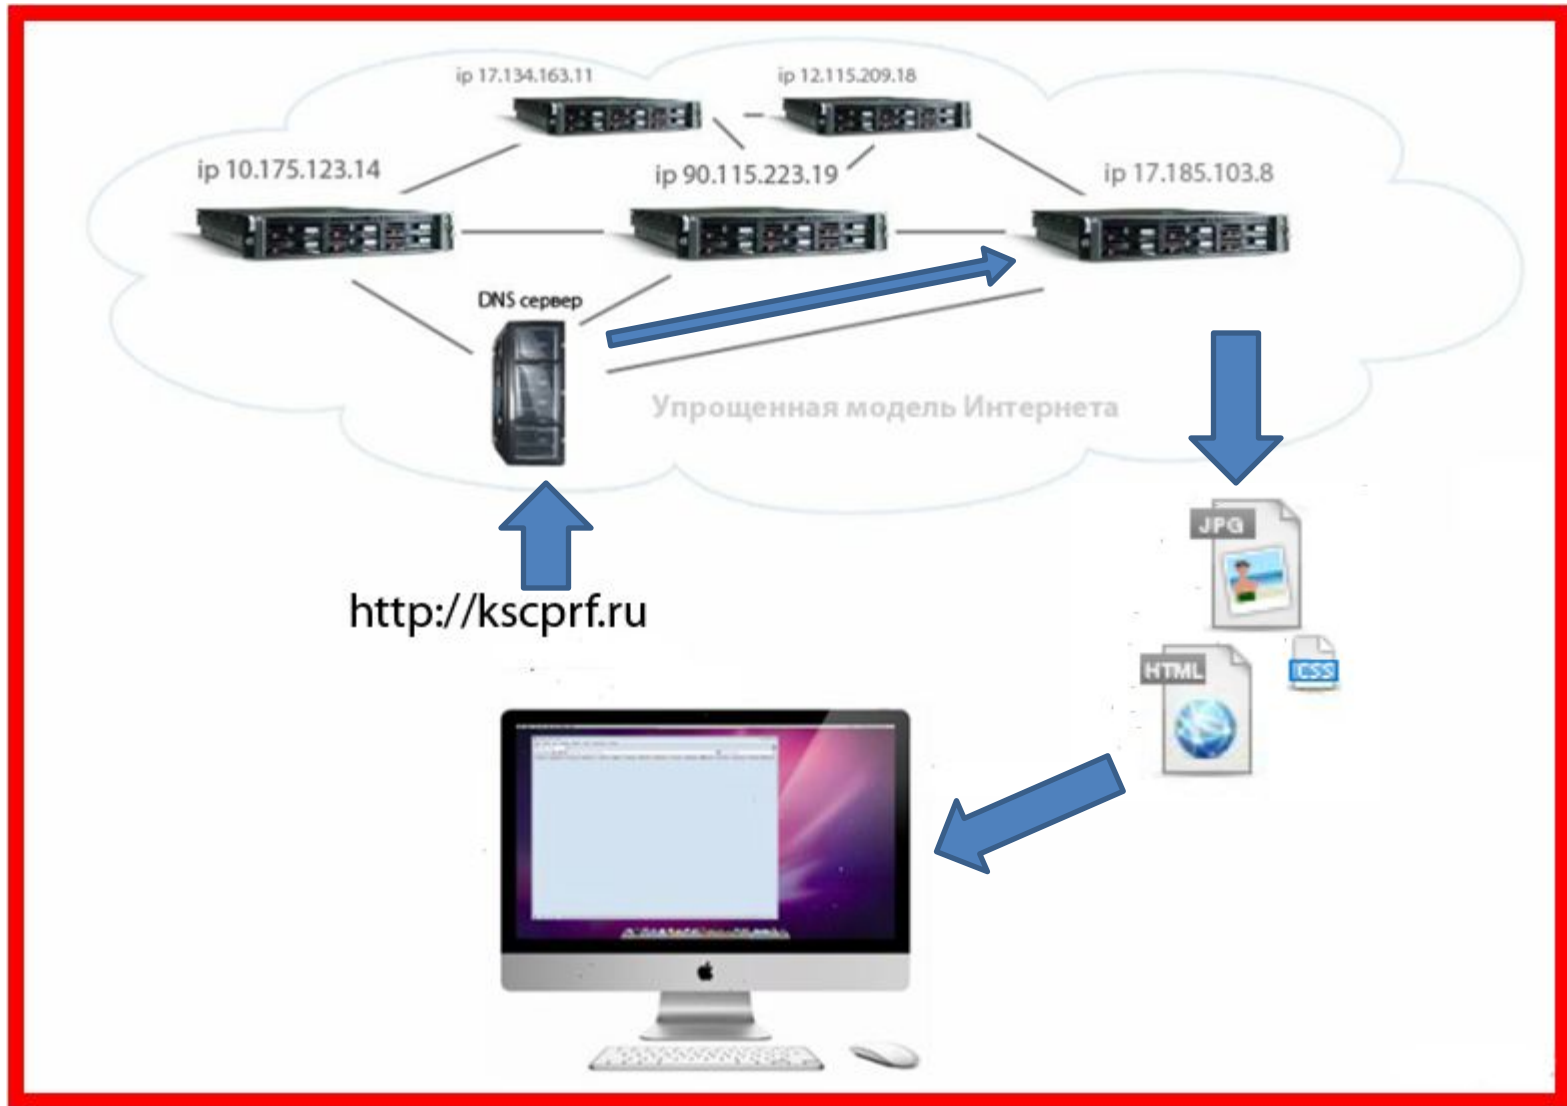 ip 17.134.163.11
ip 12.115.209.18
ip 10.175.123.14
ip 90.115.223.19
ip 17.185.103.8
DNS сервер
Упрощенная модель Интернета
JPG
http://kscprf.ru
HTML
CSS